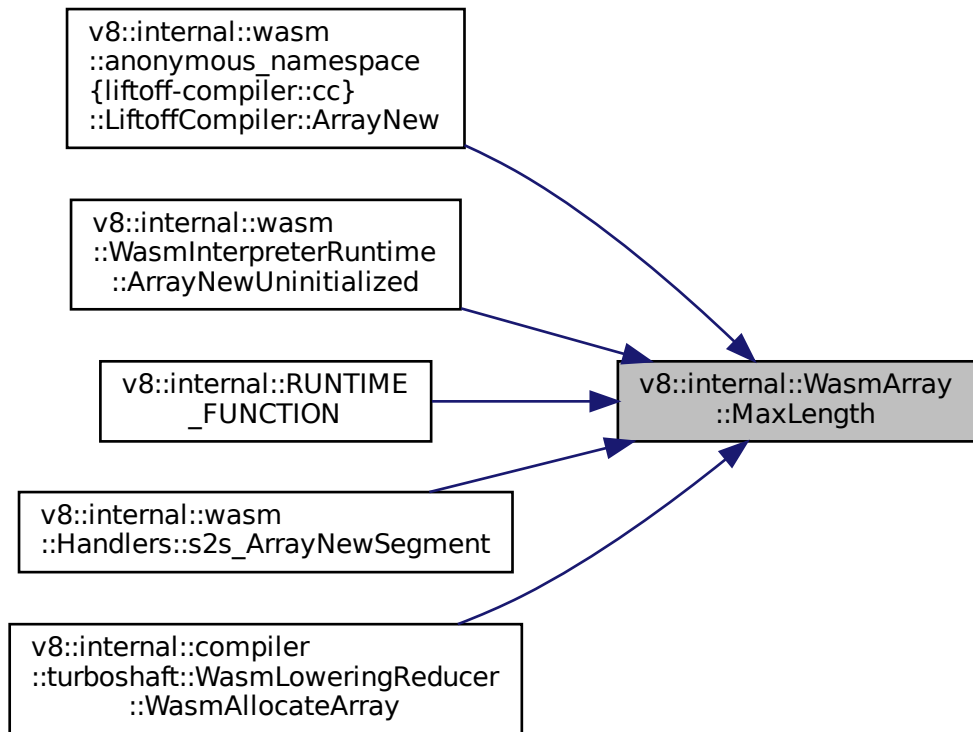 v8::internal::wasm
::anonymous_namespace
{liftoff-compiler::cc}
::LiftoffCompiler::ArrayNew
v8::internal::wasm
::WasmInterpreterRuntime
::ArrayNewUninitialized
v8::internal::RUNTIME
_FUNCTION
v8::internal::WasmArray
::MaxLength
v8::internal::wasm
::Handlers::s2s_ArrayNewSegment
v8::internal::compiler
::turboshaft::WasmLoweringReducer
::WasmAllocateArray